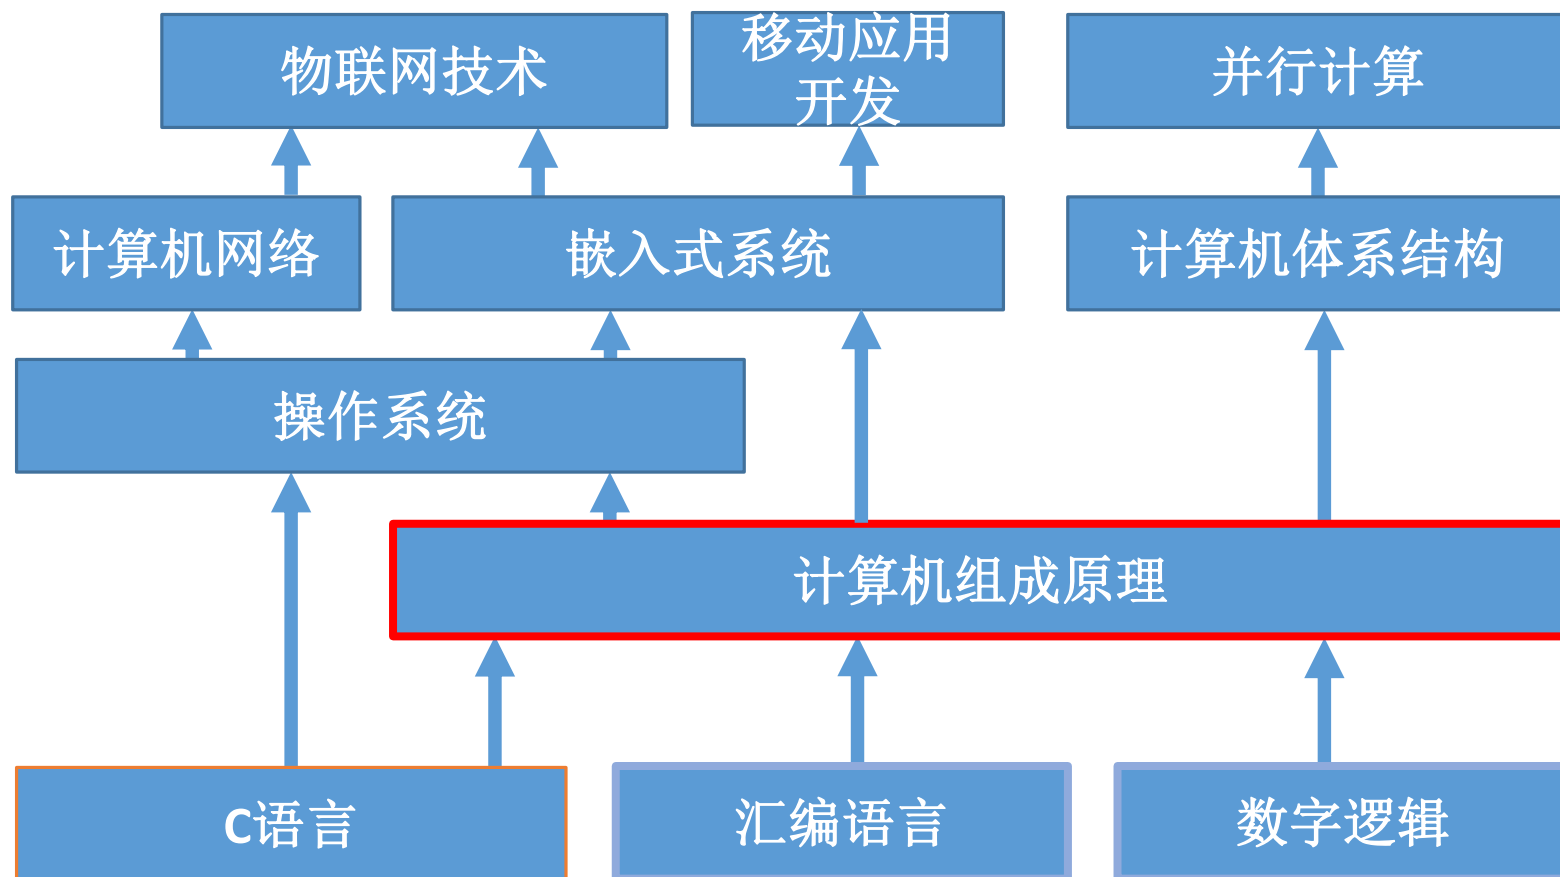 物联网技术
移动应用
开发
并行计算
计算机网络
嵌入式系统
计算机体系结构
操作系统
计算机组成原理
C语言
汇编语言
数字逻辑